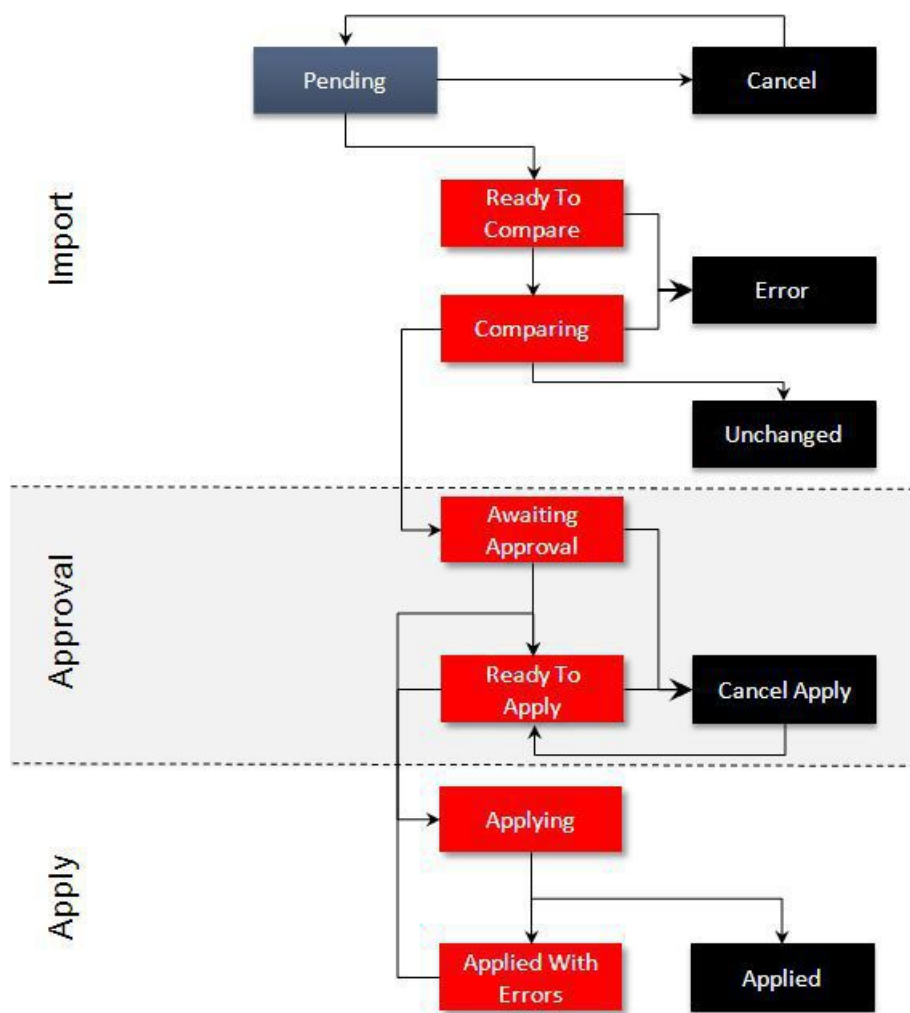 Pending
Cancel
Import
Ready To
Compare
Error
Comparing
Unchanged
Approval
Awaiting
Approval
Ready To
Apply
Cancel Apply
Apply
Applying
Applied With
Errors
Applied